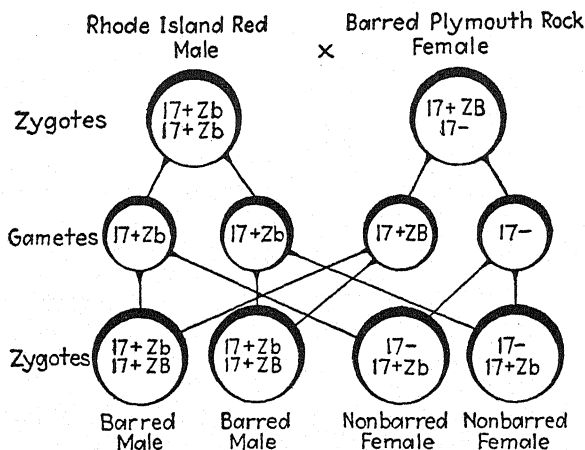 Rhode Island Red
Male
×
Barred Plymouth Rock
Female
Zygotes
17+Zb
17+Zb
17+ ZB
17-
Gametes
17+Zb
17+Zb
17+ZB
17-
Zygotes
17+ Zb
17+ ZB
17+Zb
17+ZB
17-
17+Zb
17-
17+Zb
Barred
Male
Barred
Male
Nonbarred
Female
Nonbarred
Female